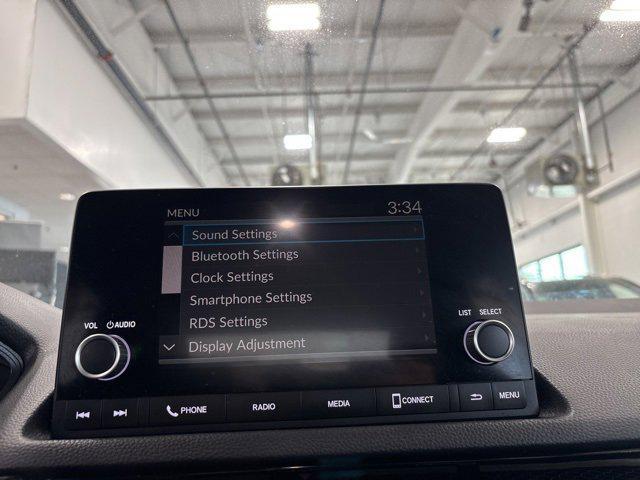 MENU 3:34
Sound Settings
Bluetooth Settings
Clock Settings
Smartphone Settings
RDS Settings
Display Adjustment
VOL AUDIO
LIST SELECT
PHONE RADIO MEDIA CONNECT MENU